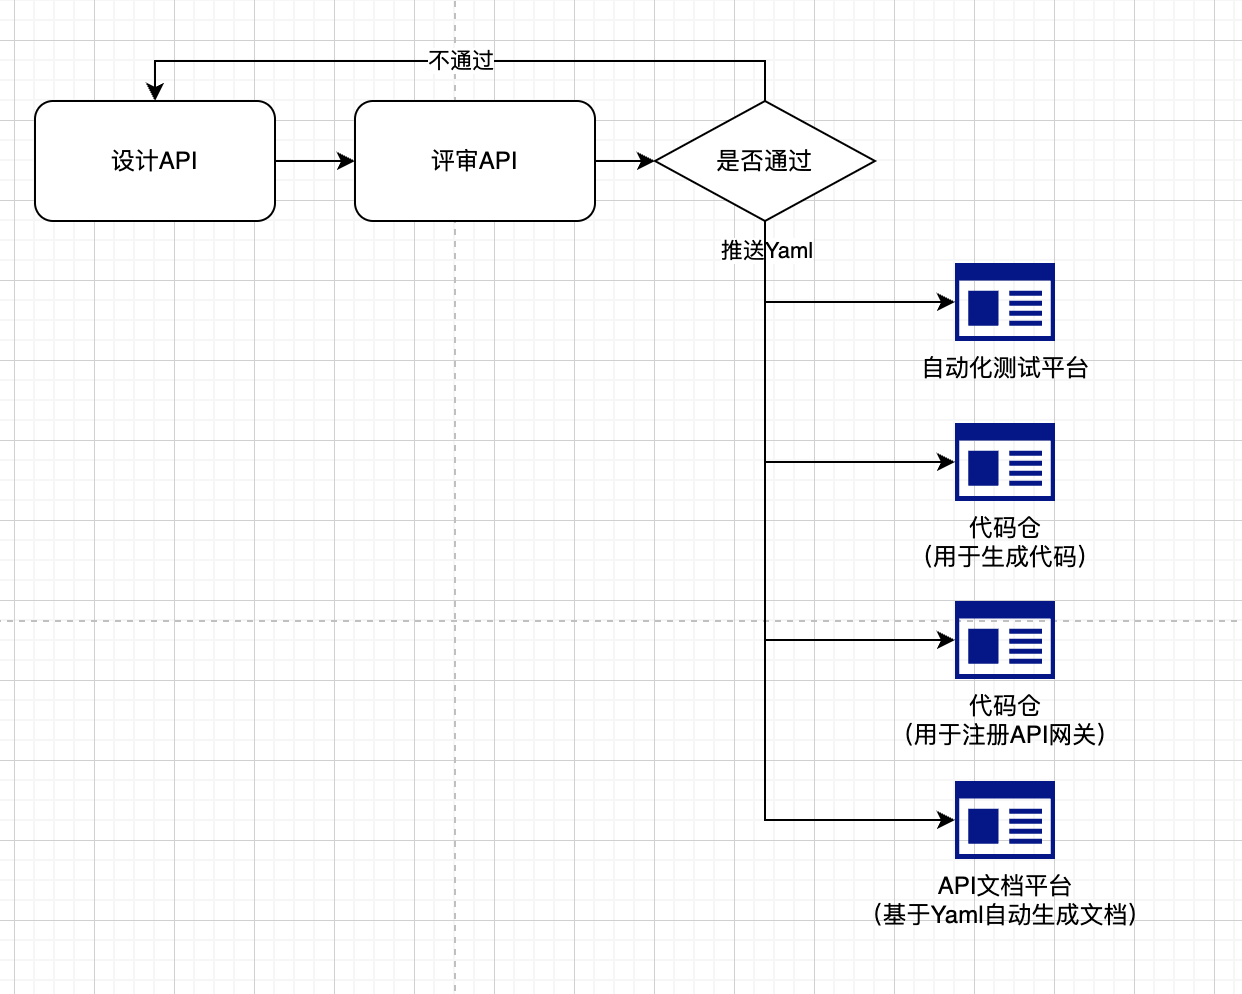 不通过
设计API
评审API
是否通过
推送Yaml
自动化测试平台
代码仓
（用于生成代码）
代码仓
（用于注册API网关）
API文档平台
（基于Yaml自动生成文档）